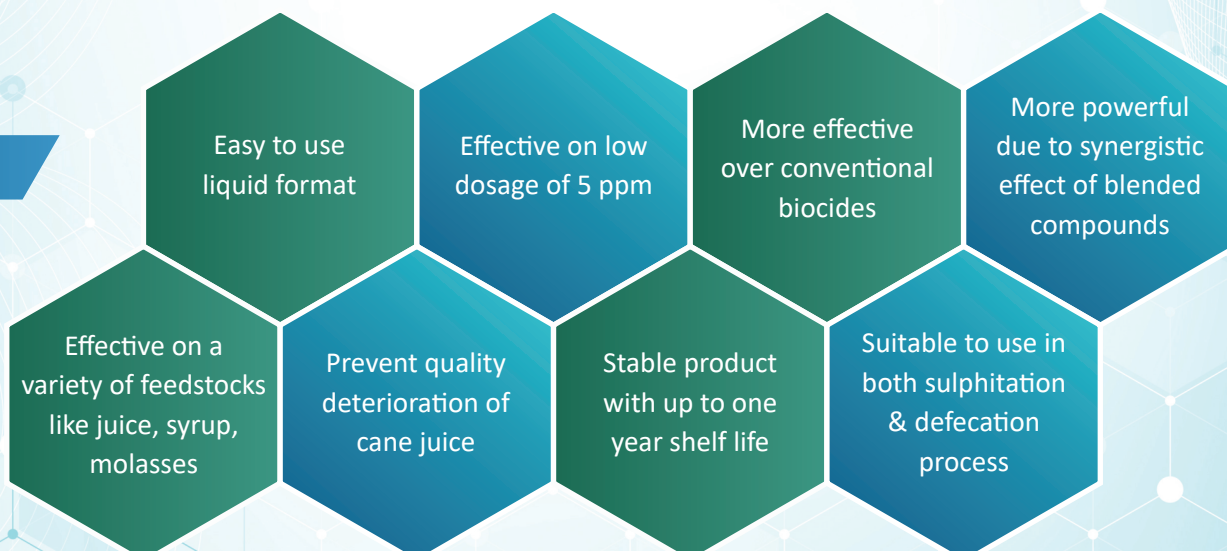 Easy to use
liquid format
Effective on low
dosage of 5 ppm
More effective
over conventional
biocides
More powerful
due to synergistic
effect of blended
compounds
Effective on a
variety of feedstocks
like juice, syrup,
molasses
Prevent quality
deterioration of
cane juice
Stable product
with up to one
year shelf life
Suitable to use in
both sulphitation
& defecation
process